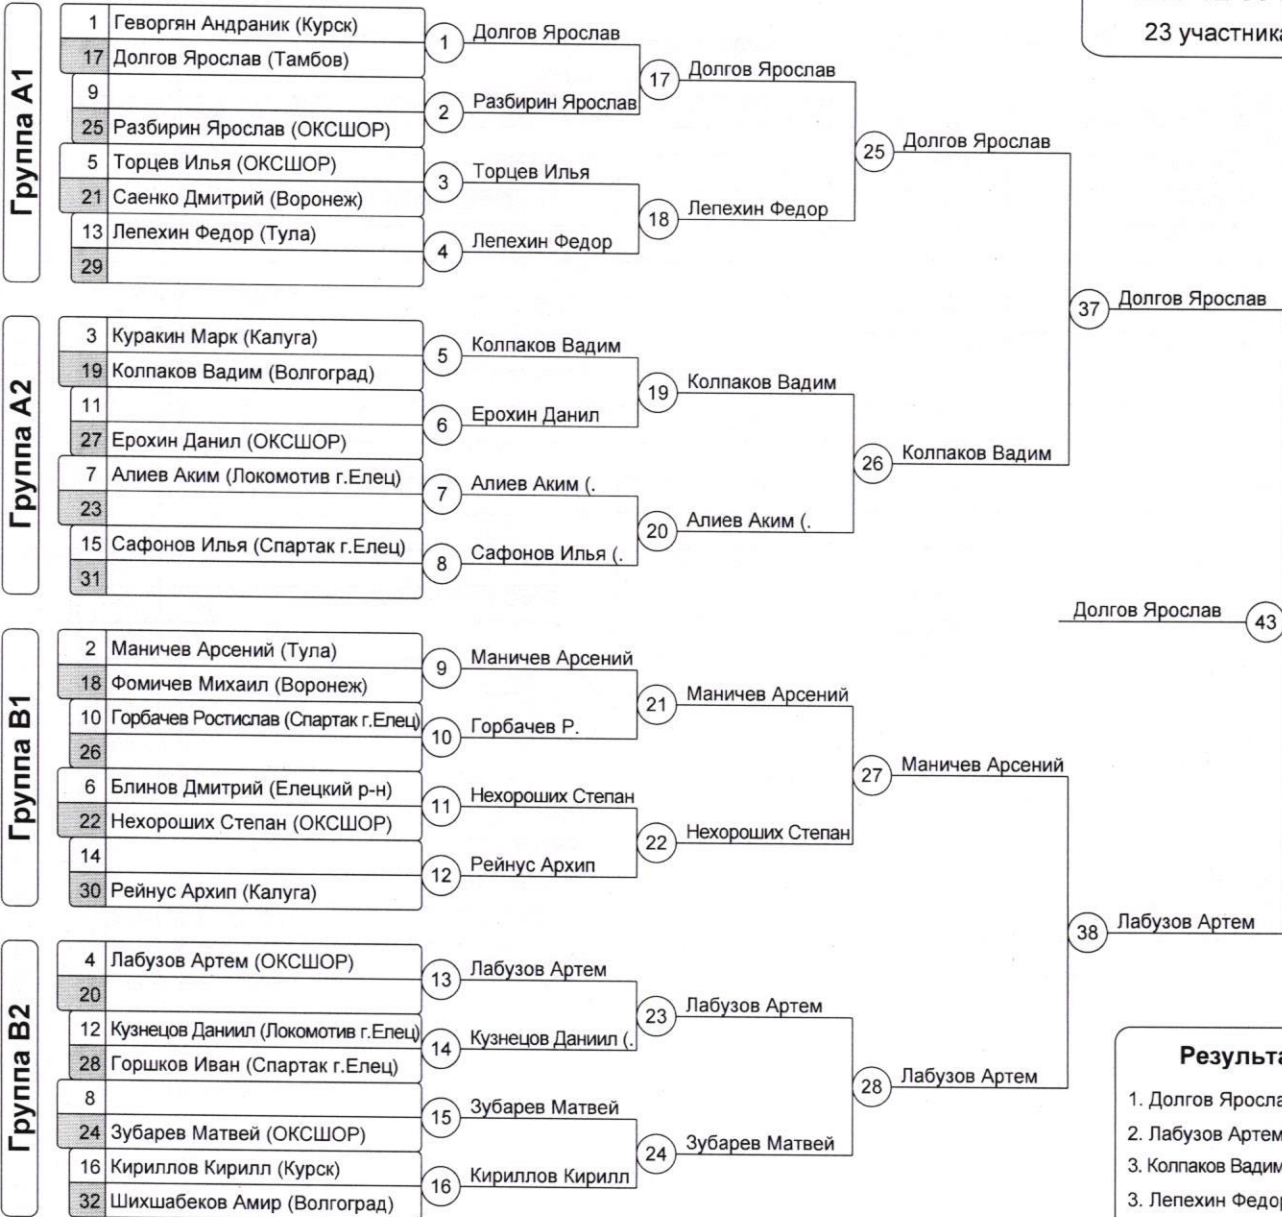 23 участника
Группа A1
1 Геворгян Андраник (Курск)
17 Долгов Ярослав (Тамбов)
9
25 Разбирин Ярослав (ОКСШОР)
5 Торцев Илья (ОКСШОР)
21 Саенко Дмитрий (Воронеж)
13 Лепехин Федор (Тула)
29
1 Долгов Ярослав
2 Разбирин Ярослав
3 Торцев Илья
4 Лепехин Федор
17 Долгов Ярослав
18 Лепехин Федор
25 Долгов Ярослав
Группа A2
3 Куракин Марк (Калуга)
19 Колпаков Вадим (Волгоград)
11
27 Ерохин Данил (ОКСШОР)
7 Алиев Аким (Локомотив г.Елец)
23
15 Сафонов Илья (Спартак г.Елец)
31
5 Колпаков Вадим
6 Ерохин Данил
7 Алиев Аким (.
8 Сафонов Илья (.
19 Колпаков Вадим
20 Алиев Аким (.
26 Колпаков Вадим
37 Долгов Ярослав
Долгов Ярослав 43
Группа B1
2 Маничев Арсений (Тула)
18 Фомичев Михаил (Воронеж)
10 Горбачев Ростислав (Спартак г.Елец)
26
6 Блинов Дмитрий (Елецкий р-н)
22 Нехороших Степан (ОКСШОР)
14
30 Рейнус Архип (Калуга)
9 Маничев Арсений
10 Горбачев Р.
11 Нехороших Степан
12 Рейнус Архип
21 Маничев Арсений
22 Нехороших Степан
27 Маничев Арсений
Группа B2
4 Лабузов Артем (ОКСШОР)
20
12 Кузнецов Даниил (Локомотив г.Елец)
28 Горшков Иван (Спартак г.Елец)
8
24 Зубарев Матвей (ОКСШОР)
16 Кириллов Кирилл (Курск)
32 Шихшабеков Амир (Волгоград)
13 Лабузов Артем
14 Кузнецов Даниил (.
15 Зубарев Матвей
16 Кириллов Кирилл
23 Лабузов Артем
24 Зубарев Матвей
28 Лабузов Артем
38 Лабузов Артем
Результа
1. Долгов Яросла
2. Лабузов Артем
3. Колпаков Вадим
3. Лепехин Федор